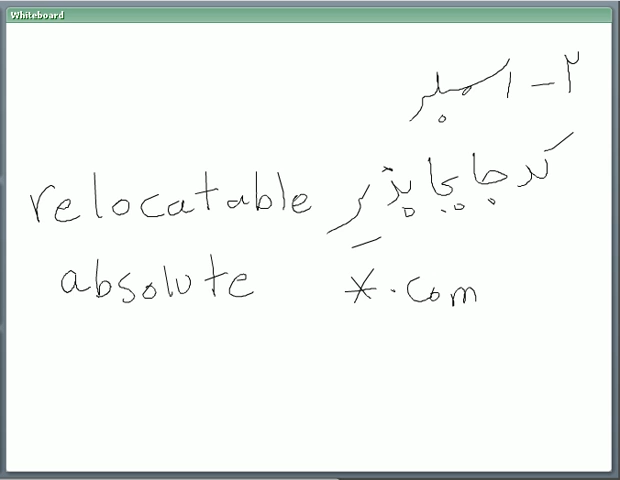 Whiteboard
۲- اسمبلر
کد جابجاپذیر relocatable
absolute *.com